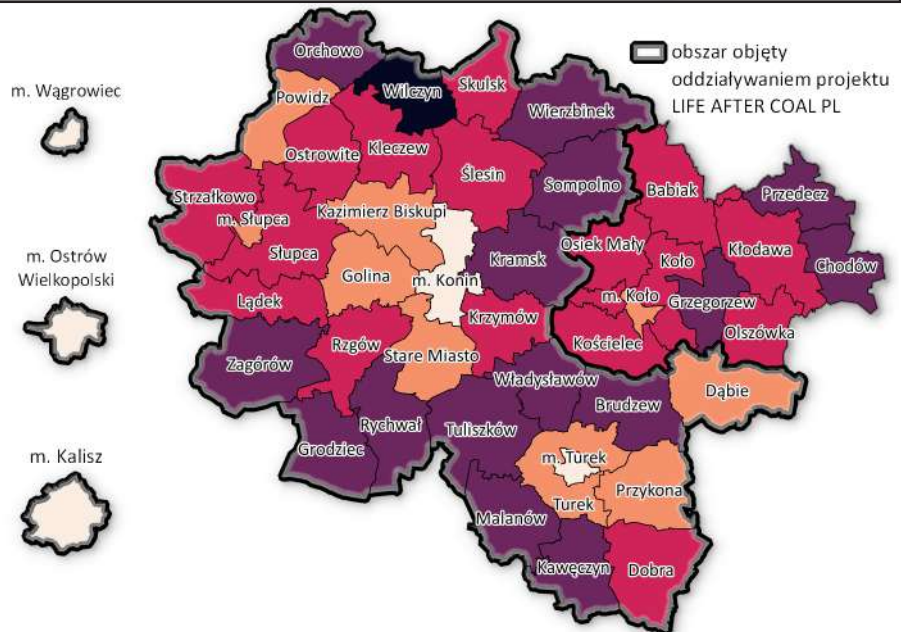 obszar objęty
oddziaływaniem projektu
LIFE AFTER COAL PL
m. Wągrowiec
m. Ostrów
Wielkopolski
m. Kalisz
Orchowo
Wilczyn
Skulsk
Powidz
Wierzbinek
Ostrowite
Kleczew
Ślesin
Sompolno
Babiak
Przedecz
Strzałkowo
m. Słupca
Kazimierz Biskupi
Słupca
Osiek Mały
Koło
Kłodawa
Chodów
Golina
m. Konin
Kramsk
Lądek
m. Koło
Grzegorzew
Krzymów
Kościelec
Olszówka
Zagórów
Rzgów
Stare Miasto
Władysławów
Dąbie
Brudzew
Grodziec
Rychwał
Tuliszków
m. Turek
Przykona
Turek
Malanów
Kawęczyn
Dobra